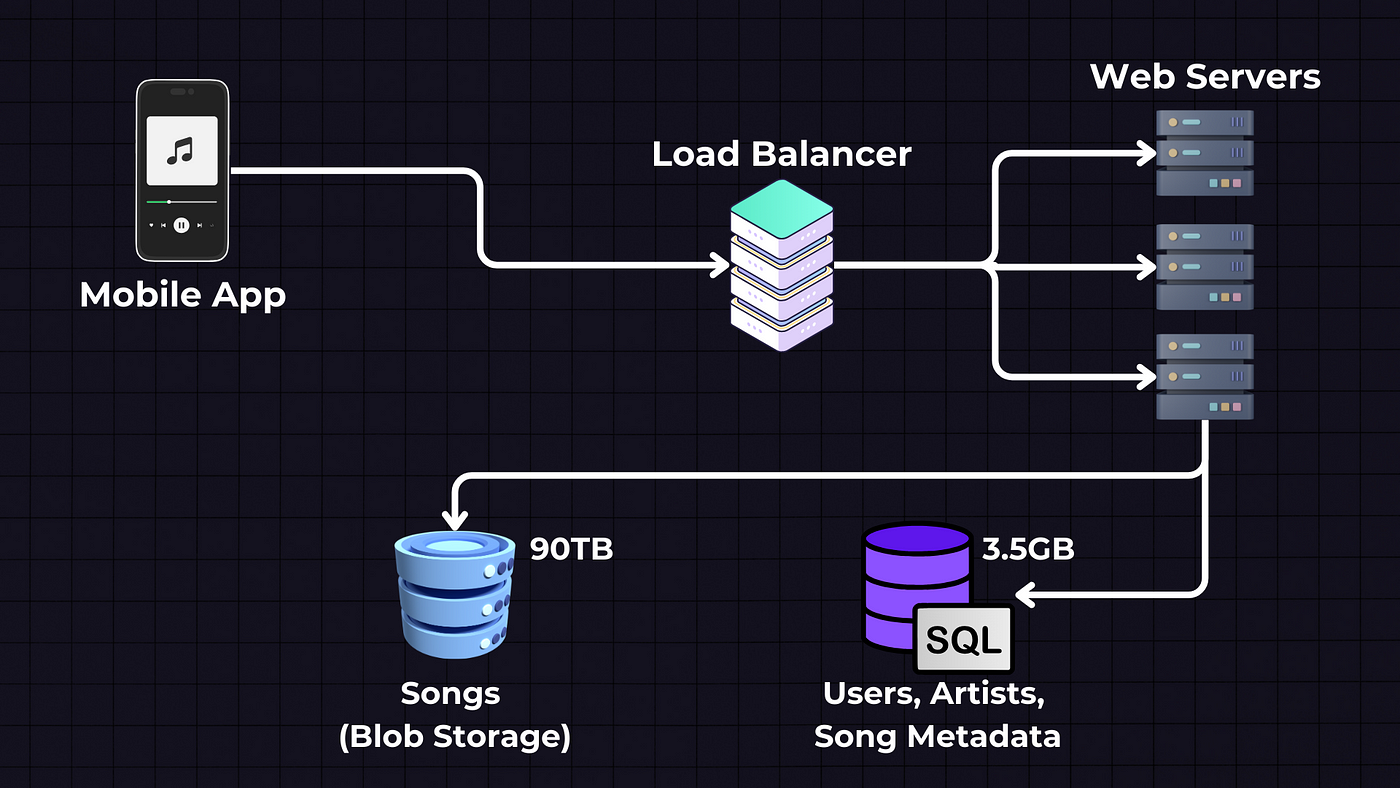 Web Servers
Load Balancer
Mobile App
90TB
3.5GB
SQL
Songs
(Blob Storage)
Users, Artists,
Song Metadata